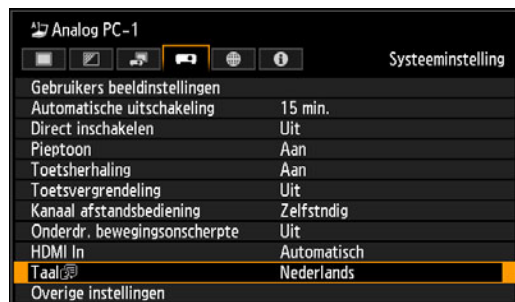 Analog PC-1
Systeeminstelling
Gebruikers beeldinstellingen
Automatische uitschakeling 15 min.
Direct inschakelen Uit
Pieptoon Aan
Toetsherhaling Aan
Toetsvergrendeling Uit
Kanaal afstandsbediening Zelfstndig
Onderdr. bewegingsonscherpte Uit
HDMI In Automatisch
Taal Nederlands
Overige instellingen